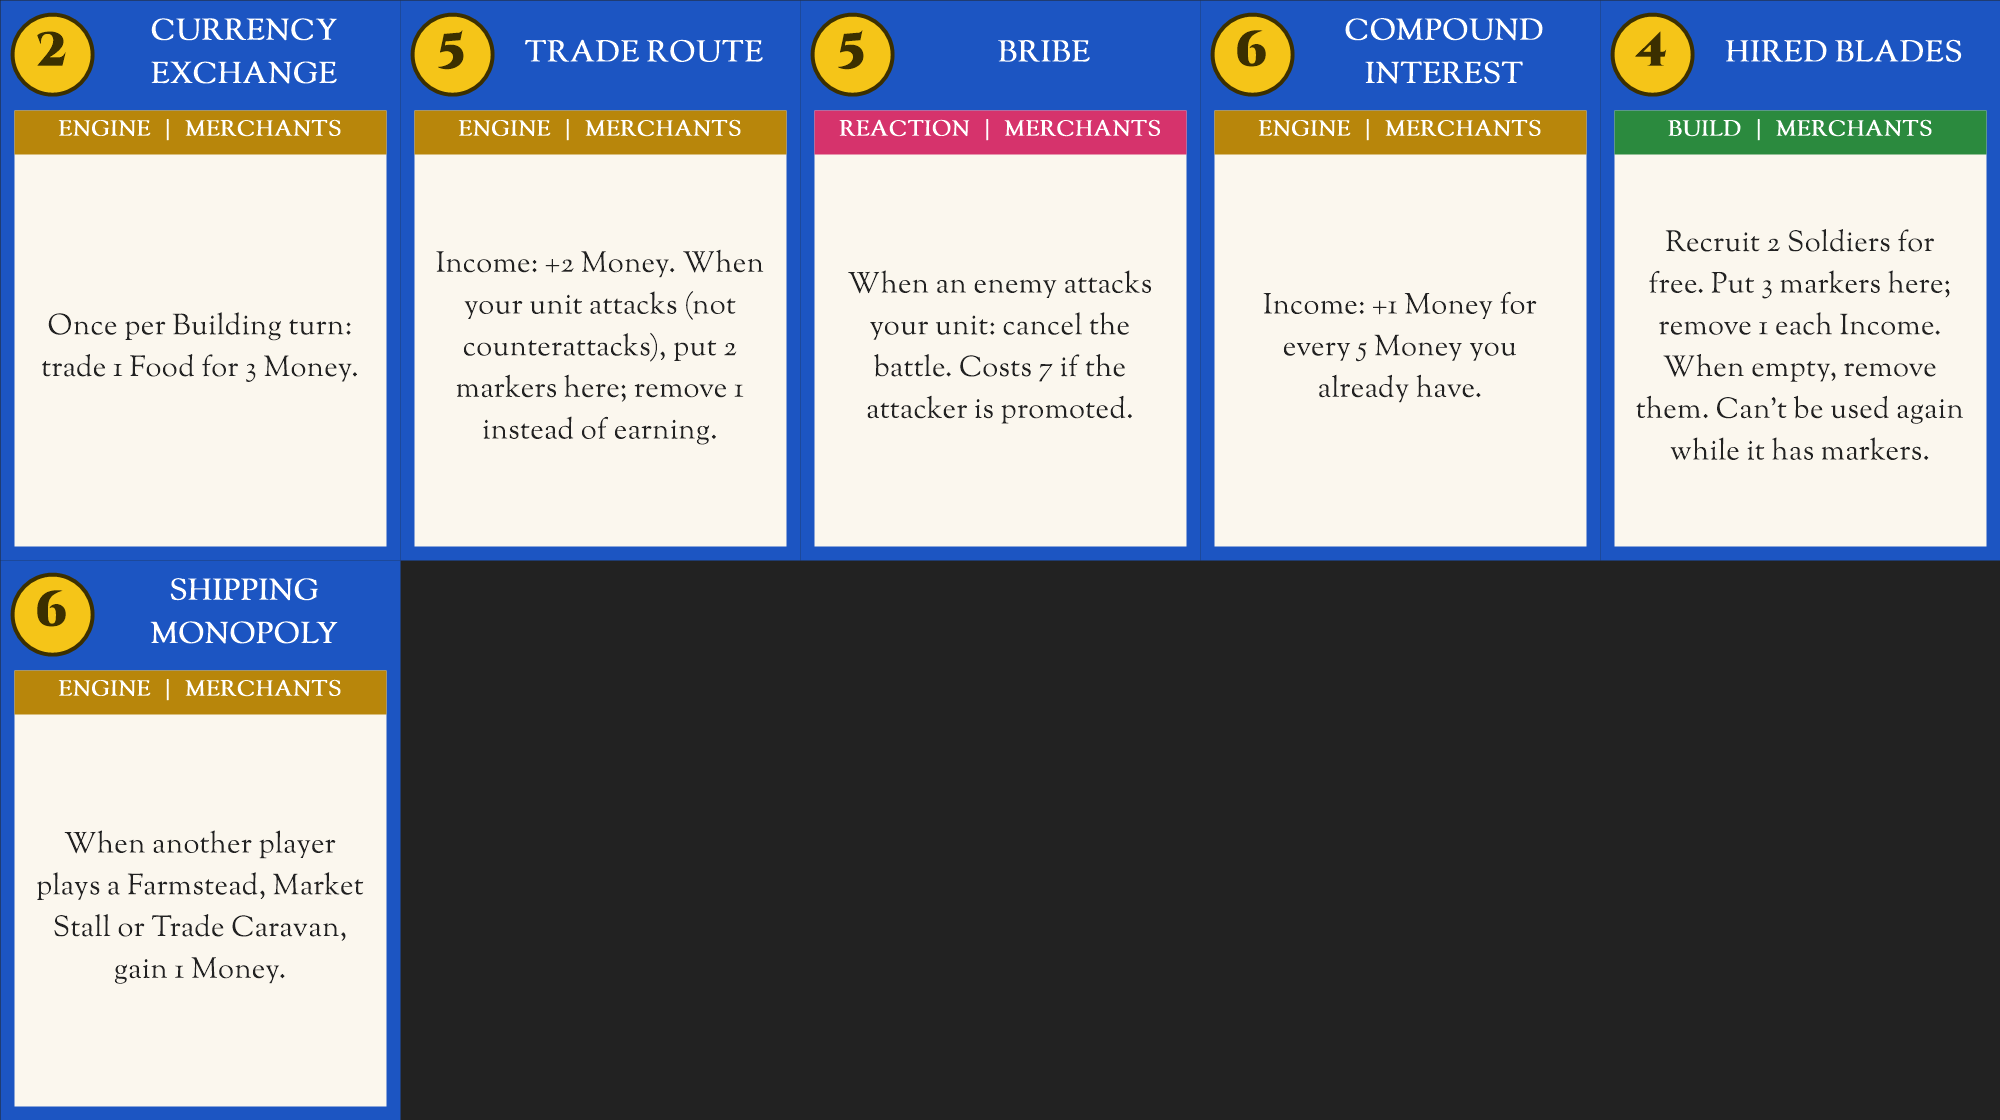 2
CURRENCY
EXCHANGE
ENGINE | MERCHANTS
Once per Building turn:
trade 1 Food for 3 Money.
5
TRADE ROUTE
ENGINE | MERCHANTS
Income: +2 Money. When
your unit attacks (not
counterattacks), put 2
markers here; remove 1
instead of earning.
5
BRIBE
REACTION | MERCHANTS
When an enemy attacks
your unit: cancel the
battle. Costs 7 if the
attacker is promoted.
6
COMPOUND
INTEREST
ENGINE | MERCHANTS
Income: +1 Money for
every 5 Money you
already have.
4
HIRED BLADES
BUILD | MERCHANTS
Recruit 2 Soldiers for
free. Put 3 markers here;
remove 1 each Income.
When empty, remove
them. Can't be used again
while it has markers.
6
SHIPPING
MONOPOLY
ENGINE | MERCHANTS
When another player
plays a Farmstead, Market
Stall or Trade Caravan,
gain 1 Money.